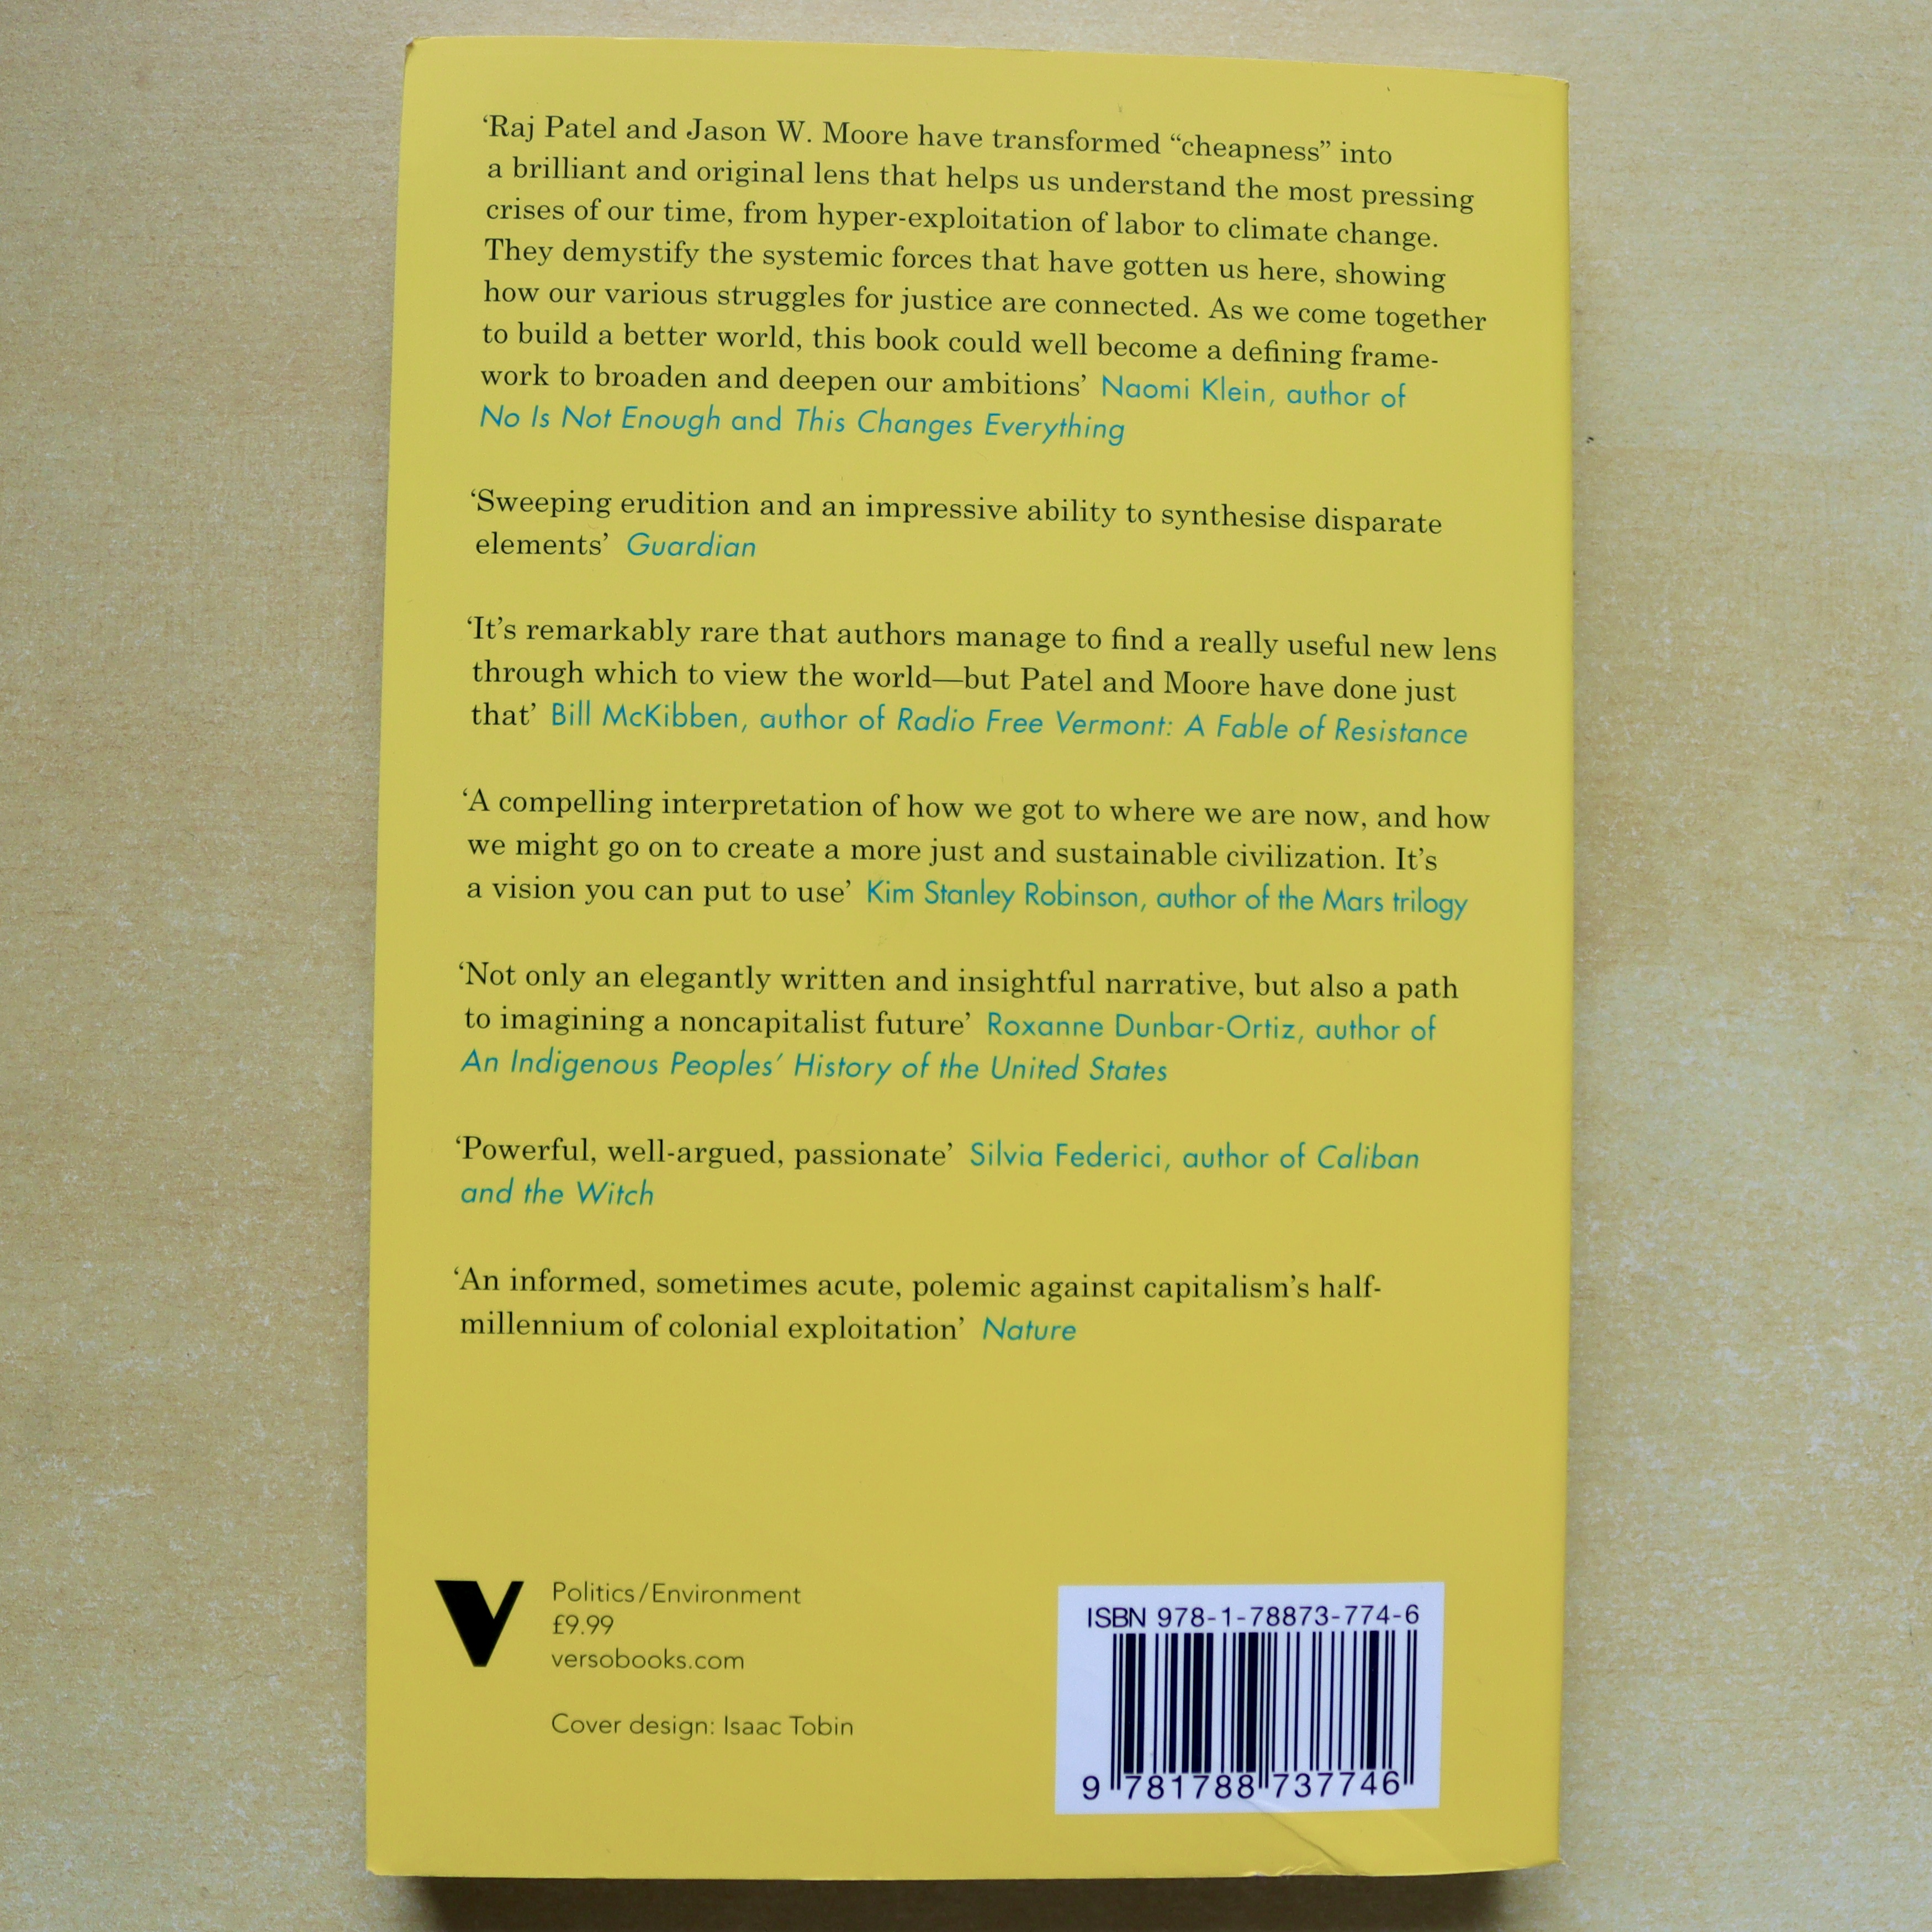 ‘Raj Patel and Jason W. Moore have transformed “cheapness” into
a brilliant and original lens that helps us understand the most pressing
crises of our time, from hyper-exploitation of labor to climate change.
They demystify the systemic forces that have gotten us here, showing
how our various struggles for justice are connected. As we come together
to build a better world, this book could well become a defining frame-
work to broaden and deepen our ambitions’ Naomi Klein, author of
No Is Not Enough and This Changes Everything
‘Sweeping erudition and an impressive ability to synthesise disparate
elements’ Guardian
‘It’s remarkably rare that authors manage to find a really useful new lens
through which to view the world—but Patel and Moore have done just
that’ Bill McKibben, author of Radio Free Vermont: A Fable of Resistance
‘A compelling interpretation of how we got to where we are now, and how
we might go on to create a more just and sustainable civilization. It’s
a vision you can put to use’ Kim Stanley Robinson, author of the Mars trilogy
‘Not only an elegantly written and insightful narrative, but also a path
to imagining a noncapitalist future’ Roxanne Dunbar-Ortiz, author of
An Indigenous Peoples’ History of the United States
‘Powerful, well-argued, passionate’ Silvia Federici, author of Caliban
and the Witch
‘An informed, sometimes acute, polemic against capitalism’s half-
millennium of colonial exploitation’ Nature
V
Politics/Environment
£9.99
versobooks.com
Cover design: Isaac Tobin
ISBN 978-1-78873-774-6
9 781788 737746